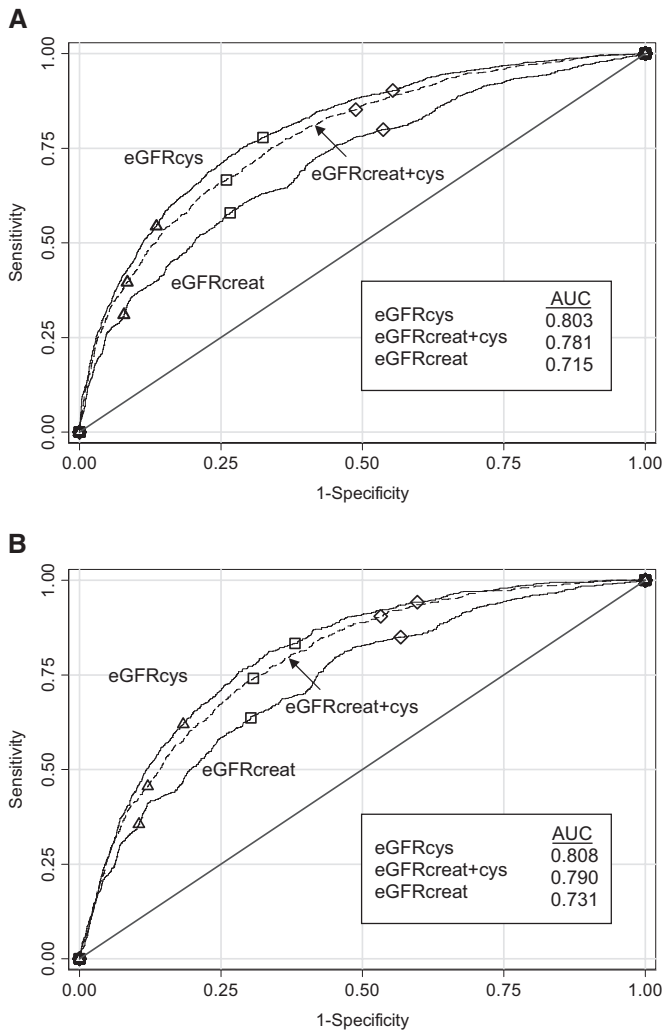 A
1.00
0.75
0.50
0.25
0.00
Sensitivity
eGFRcys
eGFRcreat+cys
eGFRcreat
AUC
eGFRcys 0.803
eGFRcreat+cys 0.781
eGFRcreat 0.715
0.00 0.25 0.50 0.75 1.00
1-Specificity
B
1.00
0.75
0.50
0.25
0.00
Sensitivity
eGFRcys
eGFRcreat+cys
eGFRcreat
AUC
eGFRcys 0.808
eGFRcreat+cys 0.790
eGFRcreat 0.731
0.00 0.25 0.50 0.75 1.00
1-Specificity